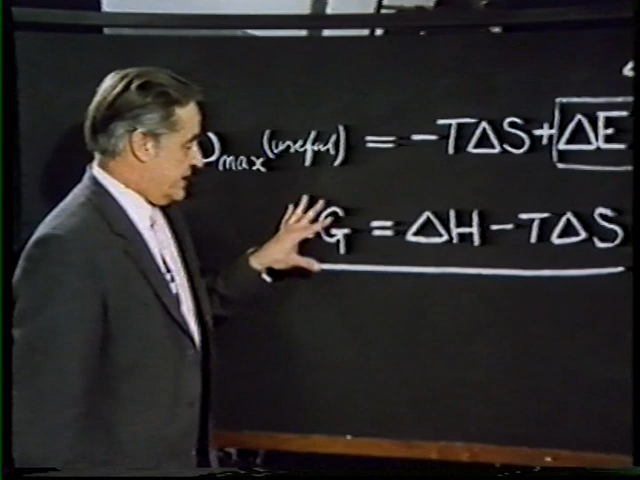 max (useful) = -TΔS + ΔE
G = ΔH - TΔS